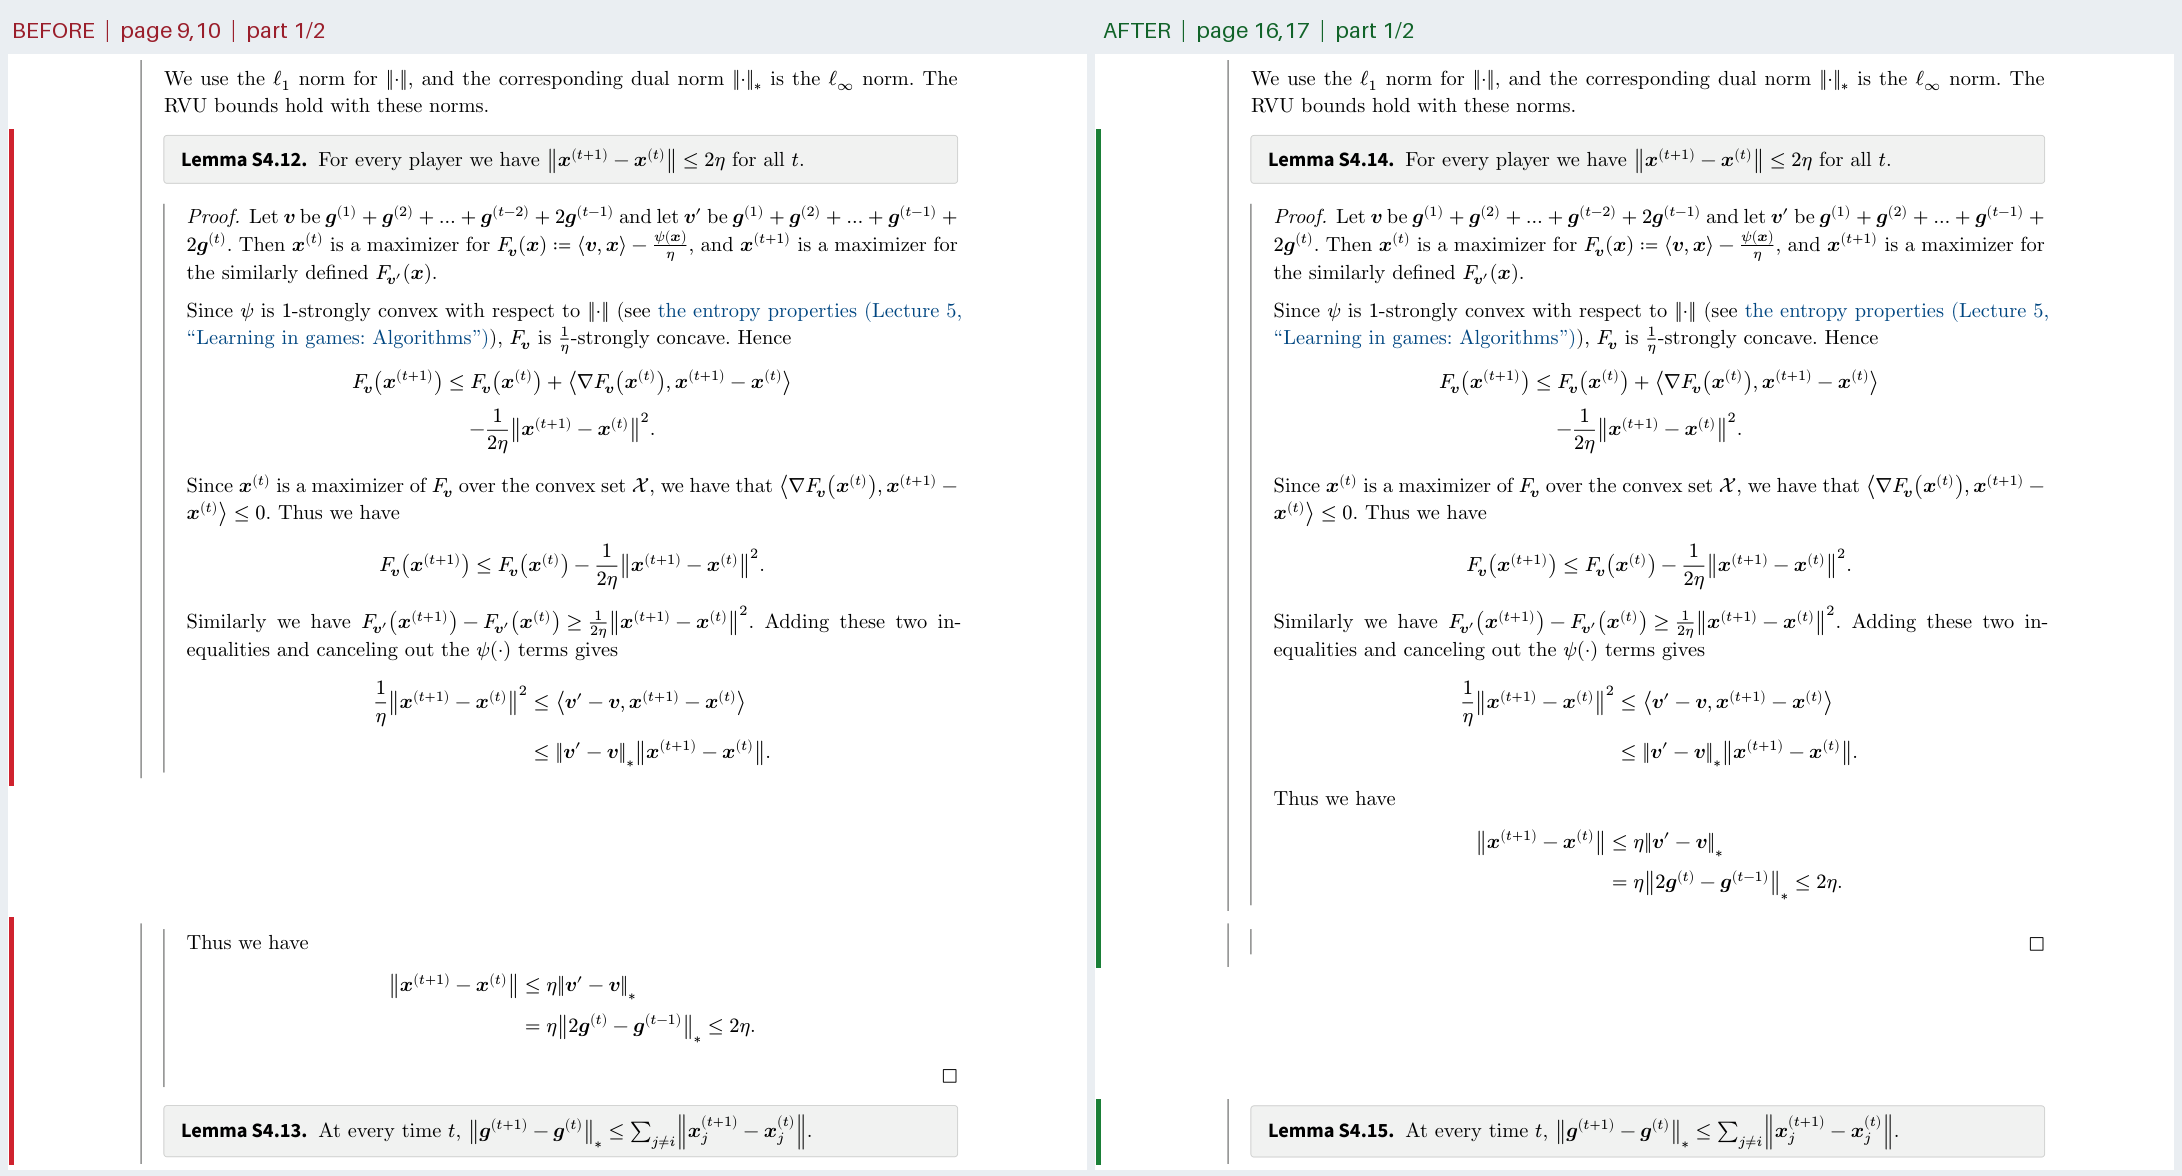 BEFORE | page 9,10 | part 1/2
We use the ℓ₁ norm for ‖·‖, and the corresponding dual norm ‖·‖∗ is the ℓ∞ norm. The
RVU bounds hold with these norms.
Lemma S4.12. For every player we have ‖x^(t+1) − x^(t)‖ ≤ 2η for all t.
Proof. Let v be g^(1) + g^(2) + ... + g^(t−2) + 2g^(t−1) and let v′ be g^(1) + g^(2) + ... + g^(t−1) +
2g^(t). Then x^(t) is a maximizer for F_v(x) ≔ ⟨v, x⟩ − ψ(x)/η, and x^(t+1) is a maximizer for
the similarly defined F_v′(x).
Since ψ is 1-strongly convex with respect to ‖·‖ (see the entropy properties (Lecture 5,
“Learning in games: Algorithms”)), F_v is 1/η-strongly concave. Hence
F_v(x^(t+1)) ≤ F_v(x^(t)) + ⟨∇F_v(x^(t)), x^(t+1) − x^(t)⟩
−1/(2η) ‖x^(t+1) − x^(t)‖².
Since x^(t) is a maximizer of F_v over the convex set 𝒳, we have that ⟨∇F_v(x^(t)), x^(t+1) −
x^(t)⟩ ≤ 0. Thus we have
F_v(x^(t+1)) ≤ F_v(x^(t)) − 1/(2η) ‖x^(t+1) − x^(t)‖².
Similarly we have F_v′(x^(t+1)) − F_v′(x^(t)) ≥ 1/(2η) ‖x^(t+1) − x^(t)‖². Adding these two in-
equalities and canceling out the ψ(·) terms gives
1/η ‖x^(t+1) − x^(t)‖² ≤ ⟨v′ − v, x^(t+1) − x^(t)⟩
≤ ‖v′ − v‖∗ ‖x^(t+1) − x^(t)‖.
Thus we have
‖x^(t+1) − x^(t)‖ ≤ η‖v′ − v‖∗
= η‖2g^(t) − g^(t−1)‖∗ ≤ 2η.
□
Lemma S4.13. At every time t, ‖g^(t+1) − g^(t)‖∗ ≤ ∑_{j≠i} ‖x_j^(t+1) − x_j^(t)‖.
AFTER | page 16,17 | part 1/2
We use the ℓ₁ norm for ‖·‖, and the corresponding dual norm ‖·‖∗ is the ℓ∞ norm. The
RVU bounds hold with these norms.
Lemma S4.14. For every player we have ‖x^(t+1) − x^(t)‖ ≤ 2η for all t.
Proof. Let v be g^(1) + g^(2) + ... + g^(t−2) + 2g^(t−1) and let v′ be g^(1) + g^(2) + ... + g^(t−1) +
2g^(t). Then x^(t) is a maximizer for F_v(x) ≔ ⟨v, x⟩ − ψ(x)/η, and x^(t+1) is a maximizer for
the similarly defined F_v′(x).
Since ψ is 1-strongly convex with respect to ‖·‖ (see the entropy properties (Lecture 5,
“Learning in games: Algorithms”)), F_v is 1/η-strongly concave. Hence
F_v(x^(t+1)) ≤ F_v(x^(t)) + ⟨∇F_v(x^(t)), x^(t+1) − x^(t)⟩
−1/(2η) ‖x^(t+1) − x^(t)‖².
Since x^(t) is a maximizer of F_v over the convex set 𝒳, we have that ⟨∇F_v(x^(t)), x^(t+1) −
x^(t)⟩ ≤ 0. Thus we have
F_v(x^(t+1)) ≤ F_v(x^(t)) − 1/(2η) ‖x^(t+1) − x^(t)‖².
Similarly we have F_v′(x^(t+1)) − F_v′(x^(t)) ≥ 1/(2η) ‖x^(t+1) − x^(t)‖². Adding these two in-
equalities and canceling out the ψ(·) terms gives
1/η ‖x^(t+1) − x^(t)‖² ≤ ⟨v′ − v, x^(t+1) − x^(t)⟩
≤ ‖v′ − v‖∗ ‖x^(t+1) − x^(t)‖.
Thus we have
‖x^(t+1) − x^(t)‖ ≤ η‖v′ − v‖∗
= η‖2g^(t) − g^(t−1)‖∗ ≤ 2η.
□
Lemma S4.15. At every time t, ‖g^(t+1) − g^(t)‖∗ ≤ ∑_{j≠i} ‖x_j^(t+1) − x_j^(t)‖.